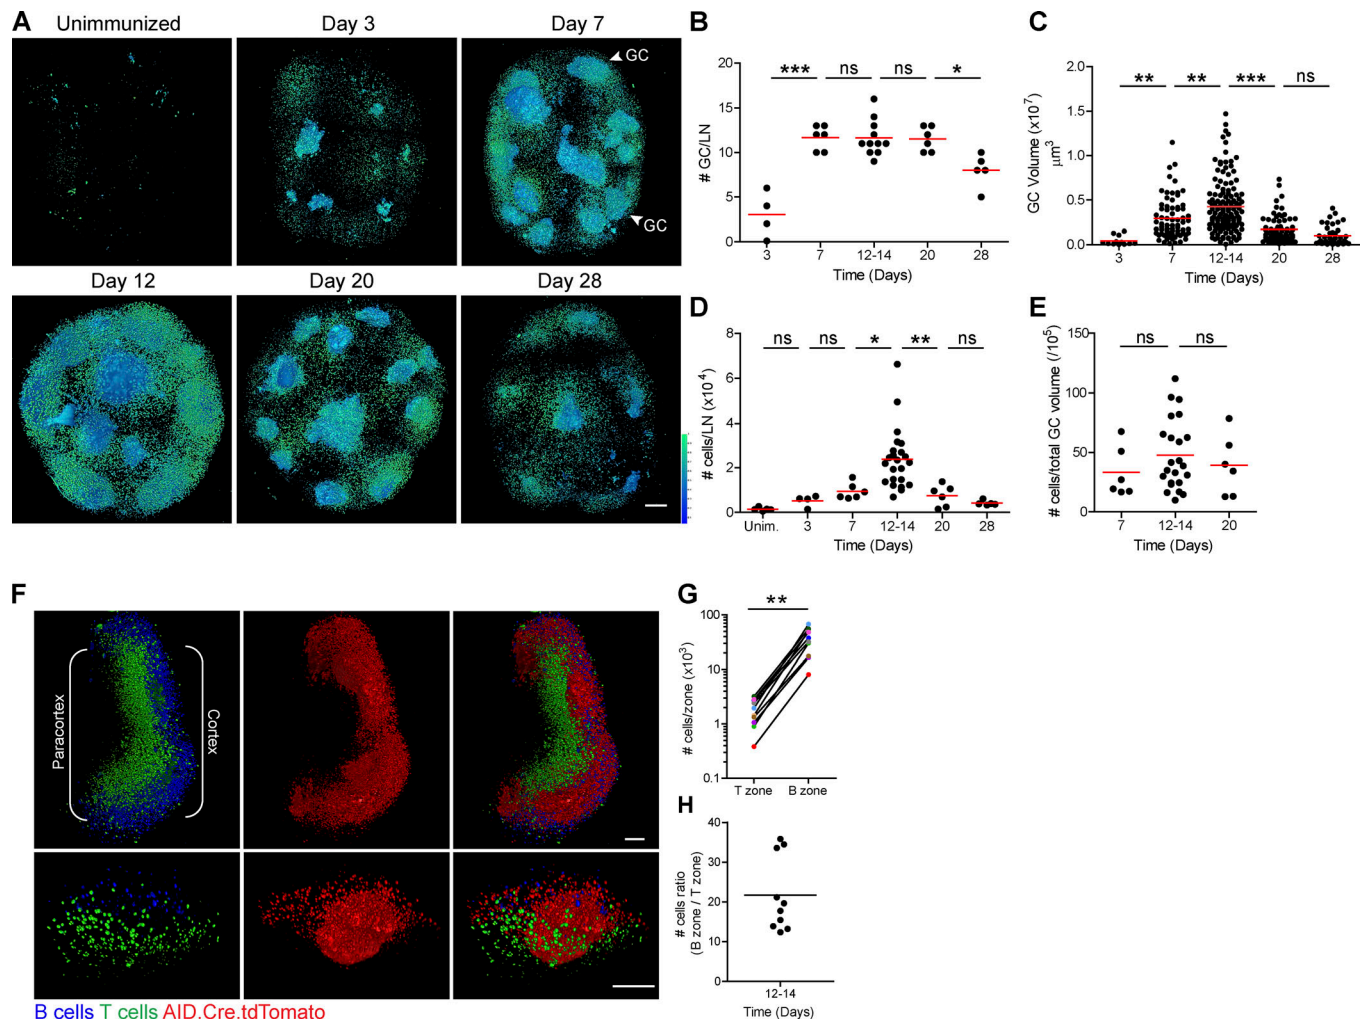 A
Unimmunized
Day 3
Day 7
GC
GC
Day 12
Day 20
Day 28
B
# GC/LN
20
15
10
5
0
*** ns ns *
3 7 12-14 20 28
Time (Days)
C
GC Volume (x10⁷)
µm³
2.0
1.5
1.0
0.5
0.0
** ** *** ns
3 7 12-14 20 28
Time (Days)
D
# cells/LN (x10⁴)
8
6
4
2
0
ns ns * ** ns
Unim. 3 7 12-14 20 28
Time (Days)
E
# cells/total GC volume (/10⁵)
150
100
50
0
ns ns
7 12-14 20
Time (Days)
F
Paracortex
Cortex
B cells T cells AID.Cre.tdTomato
G
# cells/zone (x10³)
100
10
1
0.1
**
T zone B zone
H
# cells ratio
(B zone / T zone)
40
30
20
10
0
12-14
Time (Days)